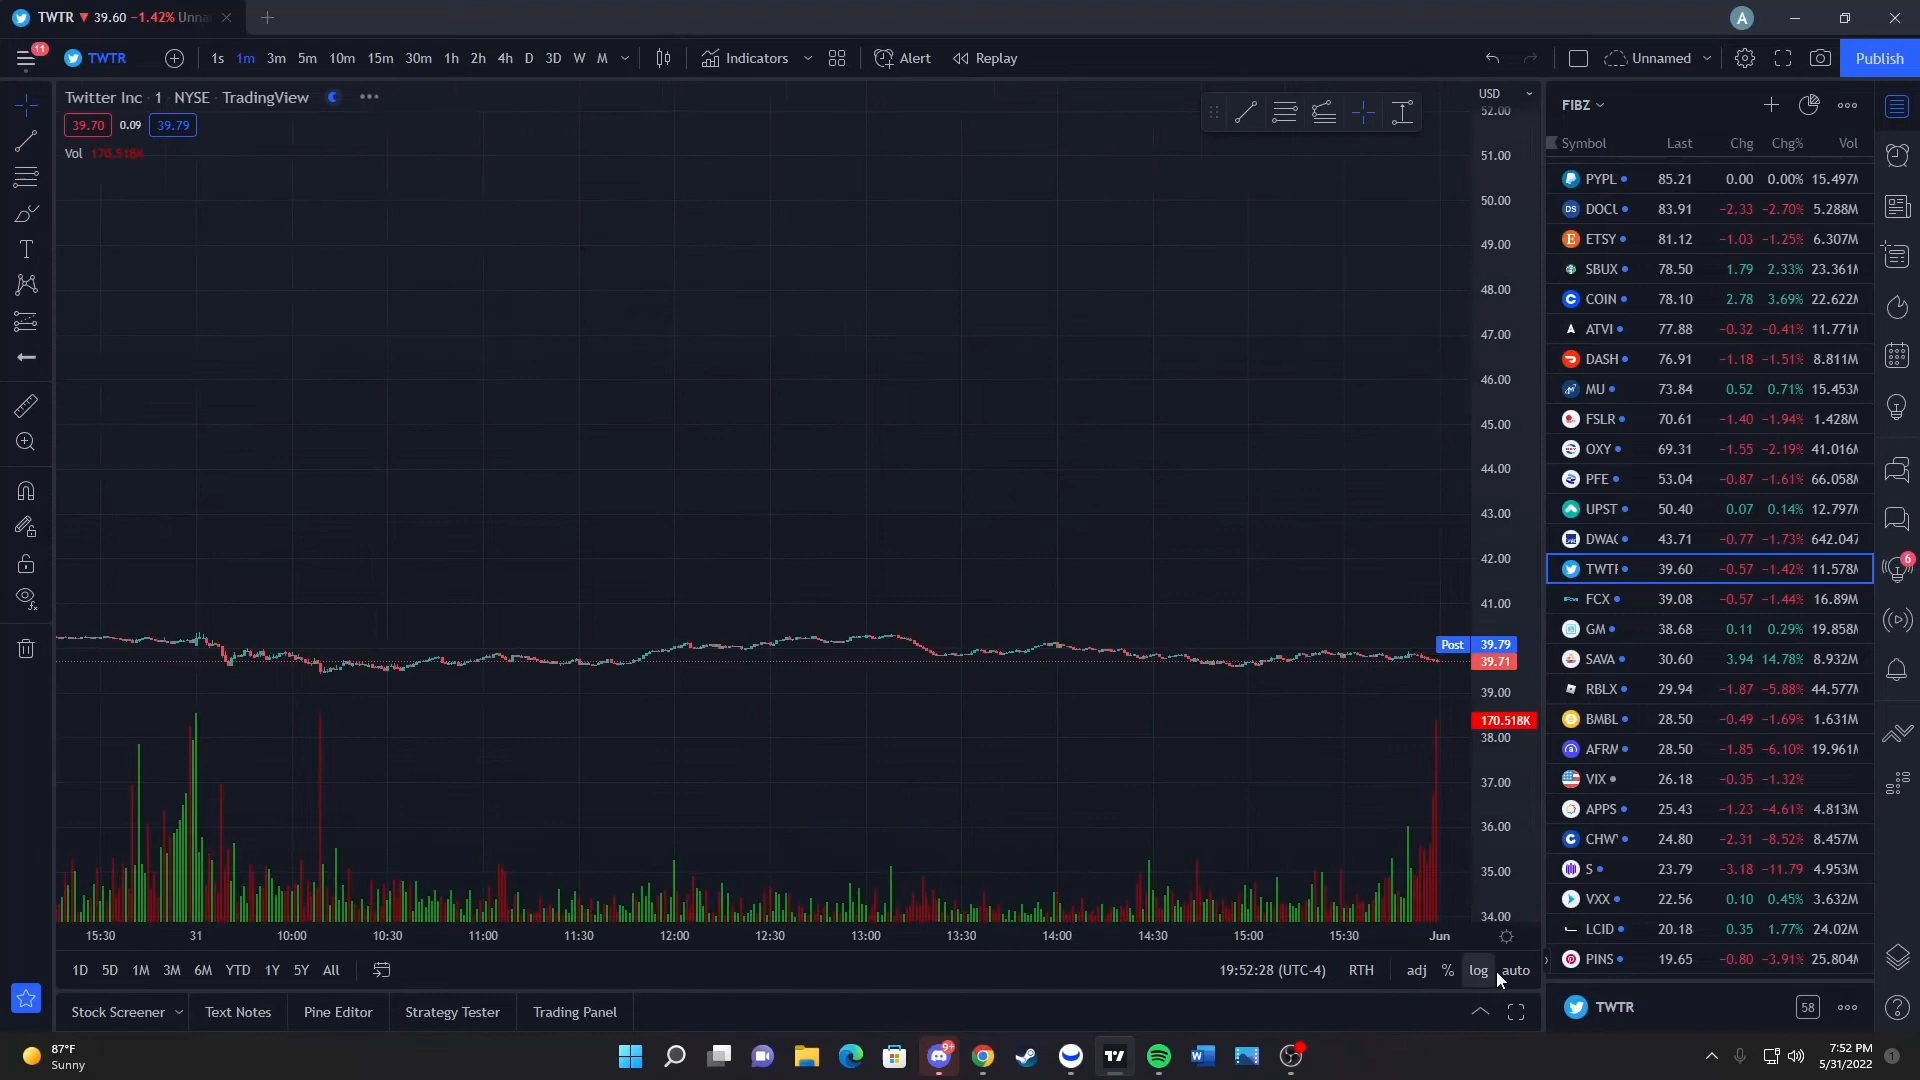 TWTR ▼ 39.60 −1.42% Unna
A
11
TWTR 1s 1m 3m 5m 10m 15m 30m 1h 2h 4h D 3D W M Indicators Alert Replay Unnamed Publish
Twitter Inc · 1 · NYSE · TradingView
39.70 0.09 39.79
Vol 170.518K
USD
52.00
51.00
50.00
49.00
48.00
47.00
46.00
45.00
44.00
43.00
42.00
41.00
Post 39.79
39.71
39.00
170.518K
38.00
37.00
36.00
35.00
34.00
15:30 31 10:00 10:30 11:00 11:30 12:00 12:30 13:00 13:30 14:00 14:30 15:00 15:30 Jun
1D 5D 1M 3M 6M YTD 1Y 5Y All 19:52:28 (UTC-4) RTH adj % log auto
Stock Screener Text Notes Pine Editor Strategy Tester Trading Panel
FIBZ
Symbol Last Chg Chg% Vol
PYPL 85.21 0.00 0.00% 15.497M
DOCU 83.91 −2.33 −2.70% 5.288M
ETSY 81.12 −1.03 −1.25% 6.307M
SBUX 78.50 1.79 2.33% 23.361M
COIN 78.10 2.78 3.69% 22.622M
ATVI 77.88 −0.32 −0.41% 11.771M
DASH 76.91 −1.18 −1.51% 8.811M
MU 73.84 0.52 0.71% 15.453M
FSLR 70.61 −1.40 −1.94% 1.428M
OXY 69.31 −1.55 −2.19% 41.016M
PFE 53.04 −0.87 −1.61% 66.058M
UPST 50.40 0.07 0.14% 12.797M
DWAC 43.71 −0.77 −1.73% 642.047
TWTR 39.60 −0.57 −1.42% 11.578M
FCX 39.08 −0.57 −1.44% 16.89M
GM 38.68 0.11 0.29% 19.858M
SAVA 30.60 3.94 14.78% 8.932M
RBLX 29.94 −1.87 −5.88% 44.577M
BMBL 28.50 −0.49 −1.69% 1.631M
AFRM 28.50 −1.85 −6.10% 19.961M
VIX 26.18 −0.35 −1.32%
APPS 25.43 −1.23 −4.61% 4.813M
CHWY 24.80 −2.31 −8.52% 8.457M
S 23.79 −3.18 −11.79 4.953M
VXX 22.56 0.10 0.45% 3.632M
LCID 20.18 0.35 1.77% 24.02M
PINS 19.65 −0.80 −3.91% 25.804M
TWTR 58
6
87°F
Sunny
9+
7:52 PM
5/31/2022
1